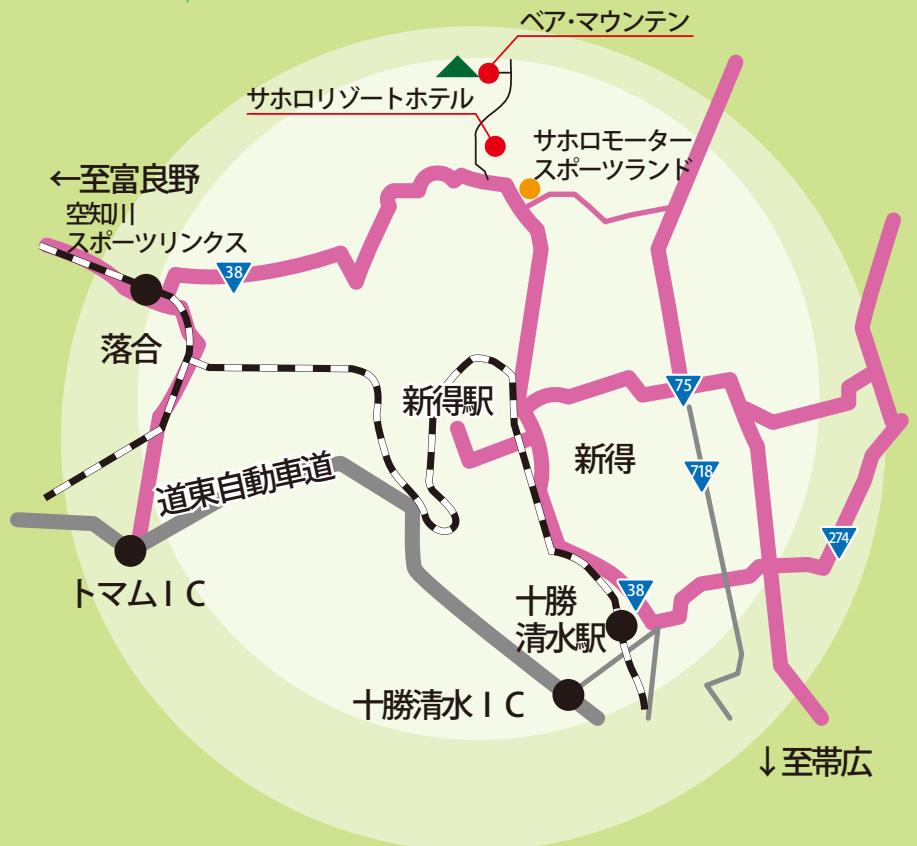 ベア・マウンテン
サホロリゾートホテル
サホロモーター
スポーツランド
←至富良野
空知川
スポーツリンクス
38
落合
新得駅
75
新得
718
道東自動車道
274
トマムＩＣ
38
十勝
清水駅
十勝清水ＩＣ
↓至帯広